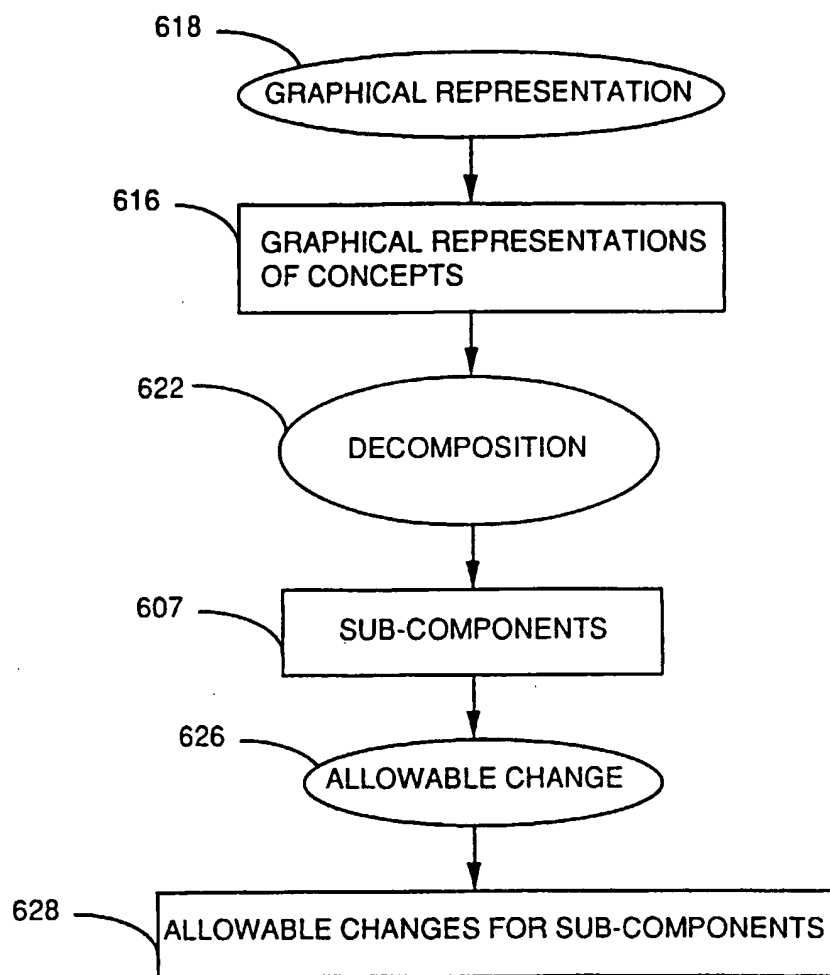 618
GRAPHICAL REPRESENTATION
616
GRAPHICAL REPRESENTATIONS
OF CONCEPTS
622
DECOMPOSITION
607
SUB-COMPONENTS
626
ALLOWABLE CHANGE
628
ALLOWABLE CHANGES FOR SUB-COMPONENTS